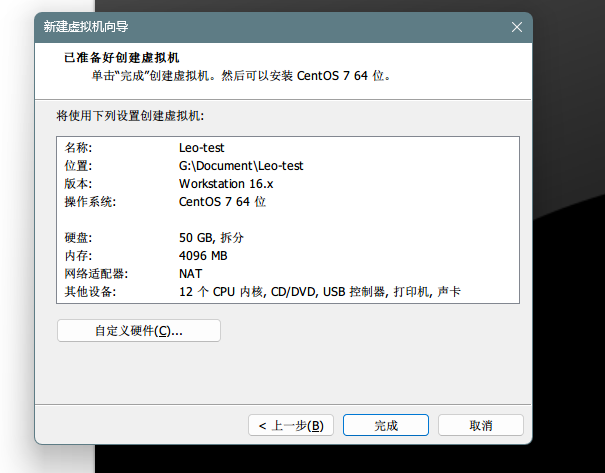 新建虚拟机向导
已准备好创建虚拟机
单击“完成”创建虚拟机。然后可以安装 CentOS 7 64 位。
将使用下列设置创建虚拟机:
名称: Leo-test
位置: G:\Document\Leo-test
版本: Workstation 16.x
操作系统: CentOS 7 64 位
硬盘: 50 GB, 拆分
内存: 4096 MB
网络适配器: NAT
其他设备: 12 个 CPU 内核, CD/DVD, USB 控制器, 打印机, 声卡
自定义硬件(C)...
< 上一步(B) 完成 取消